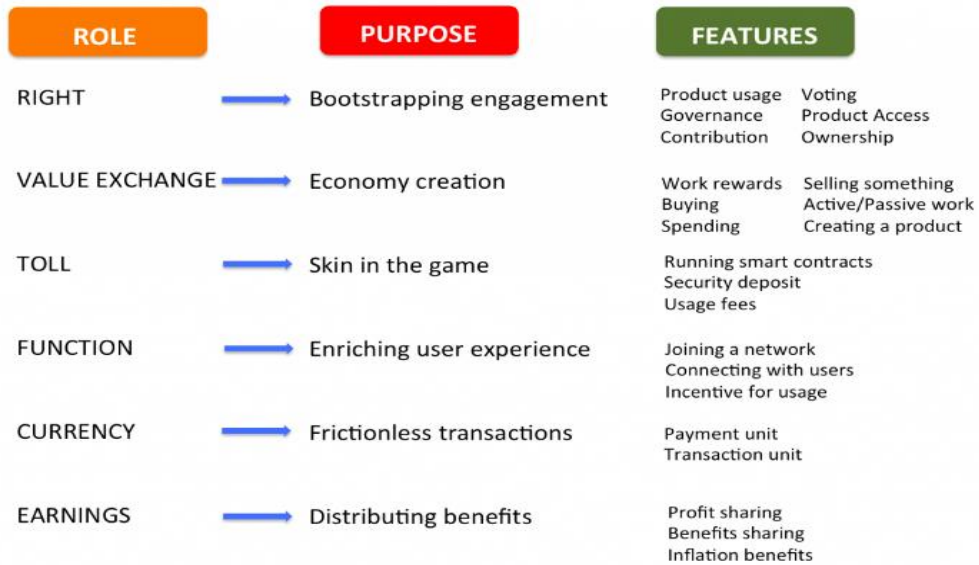 ROLE PURPOSE FEATURES
RIGHT Bootstrapping engagement Product usage Voting
Governance Product Access
Contribution Ownership
VALUE EXCHANGE Economy creation Work rewards Selling something
Buying Active/Passive work
Spending Creating a product
TOLL Skin in the game Running smart contracts
Security deposit
Usage fees
FUNCTION Enriching user experience Joining a network
Connecting with users
Incentive for usage
CURRENCY Frictionless transactions Payment unit
Transaction unit
EARNINGS Distributing benefits Profit sharing
Benefits sharing
Inflation benefits